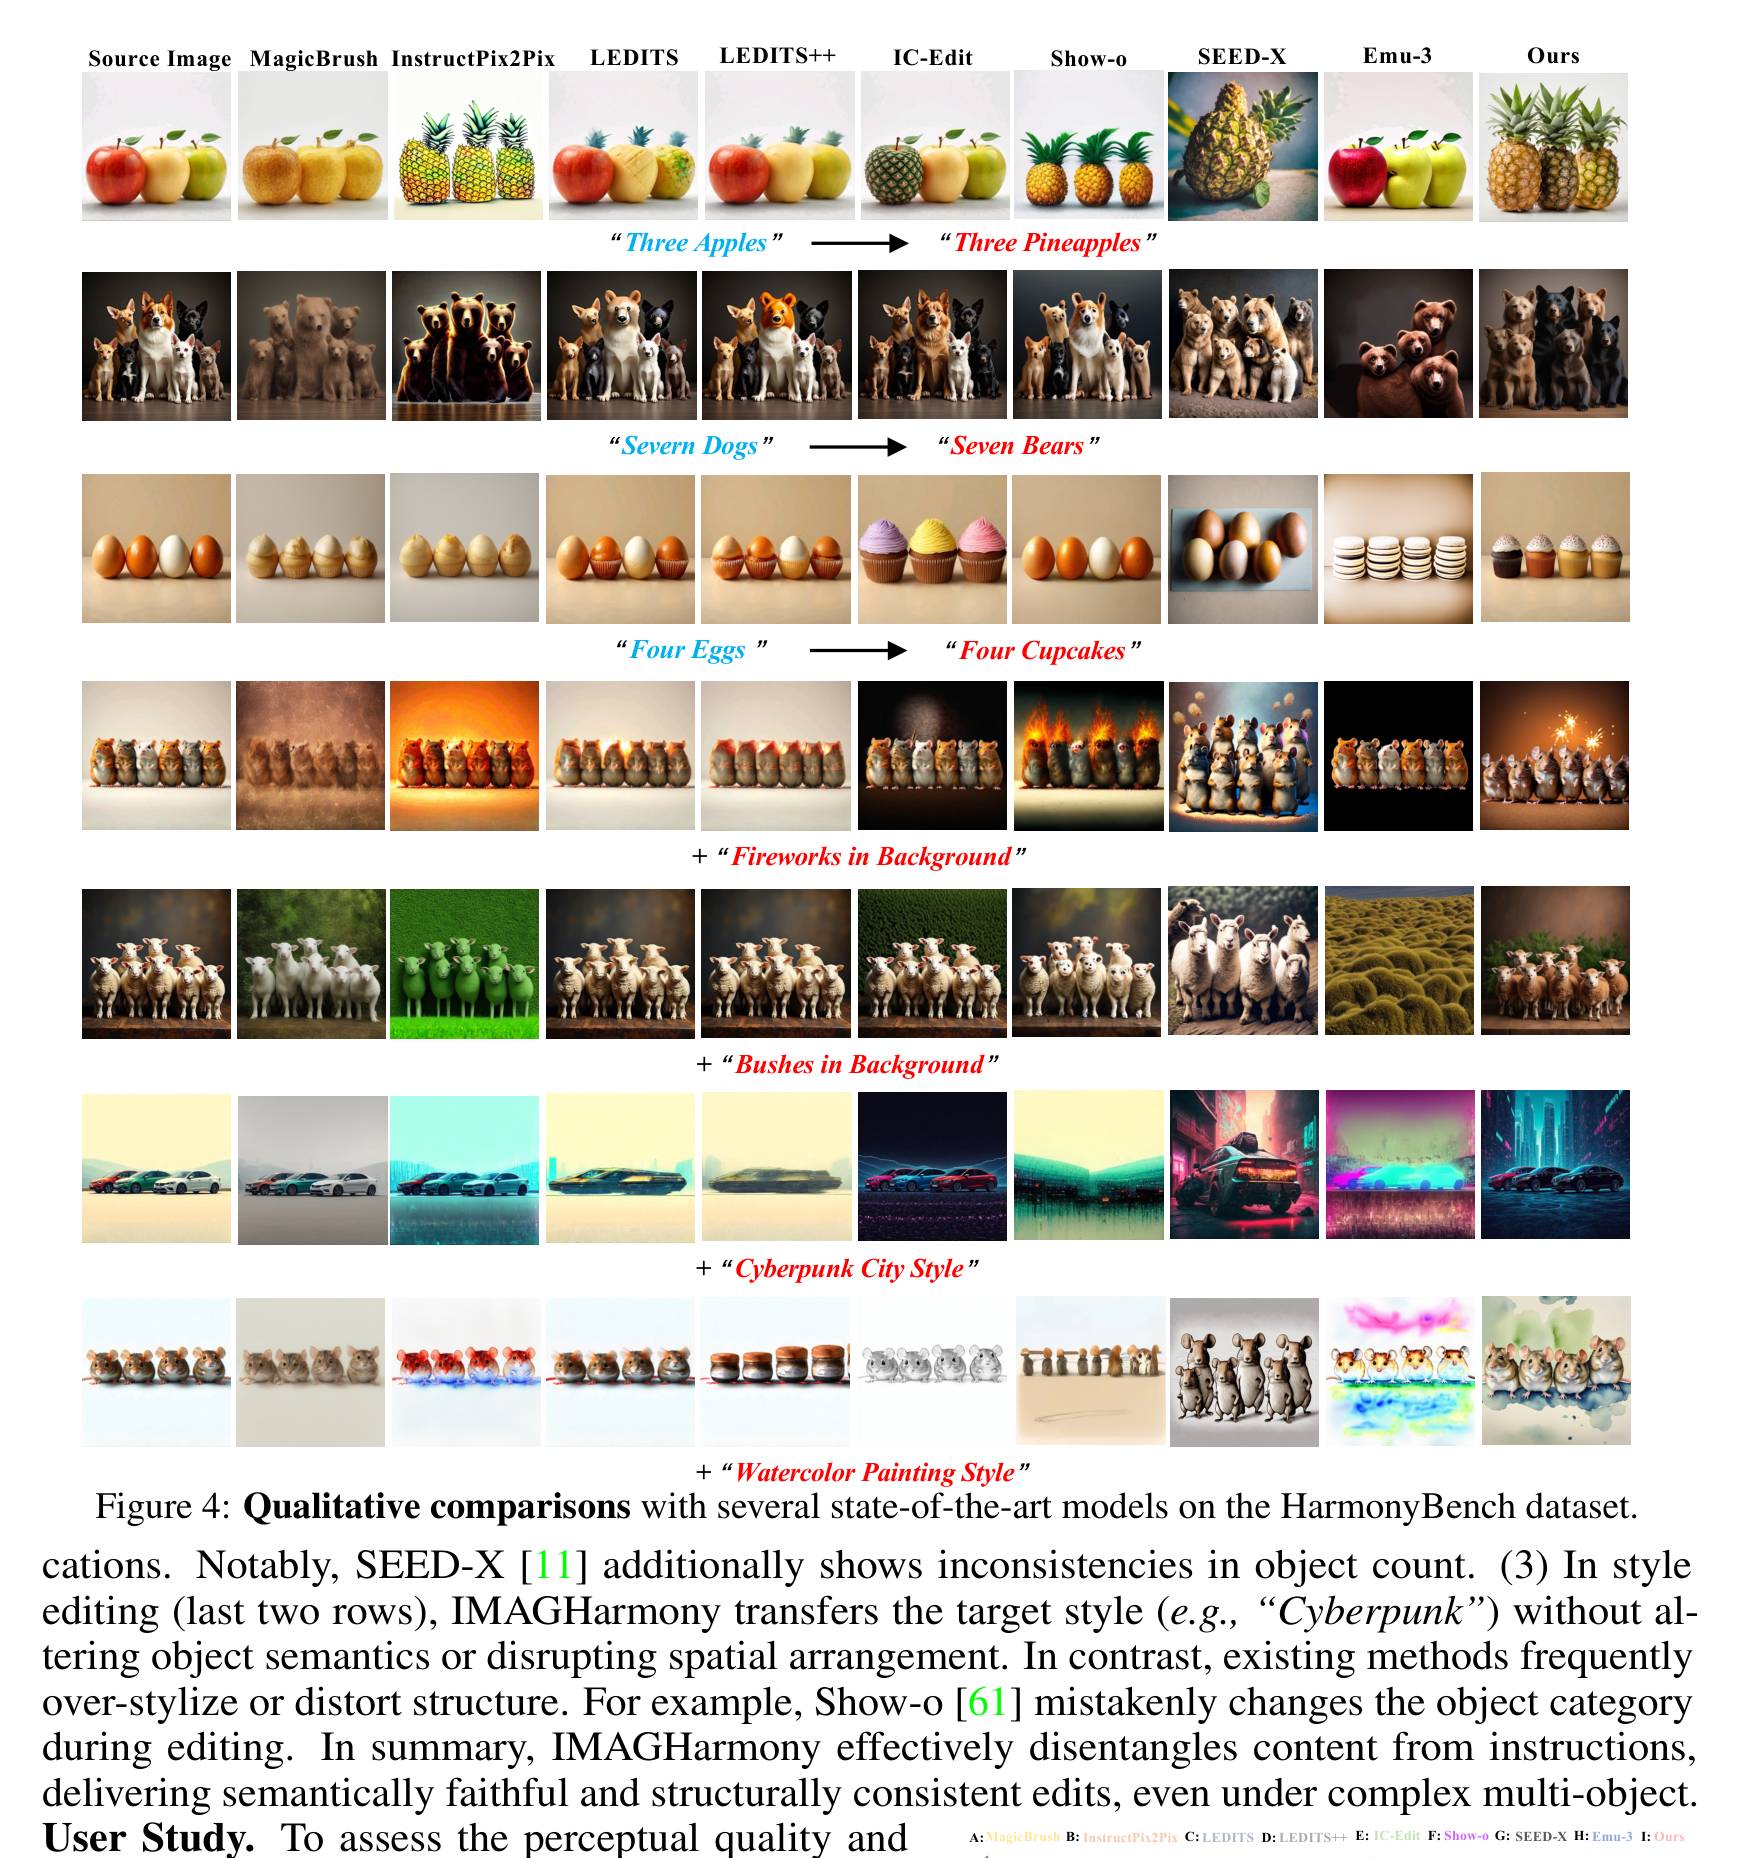 Source Image MagicBrush InstructPix2Pix LEDITS LEDITS++ IC-Edit Show-o SEED-X Emu-3 Ours
“Three Apples” “Three Pineapples”
“Severn Dogs” “Seven Bears”
“Four Eggs ” “Four Cupcakes”
+ “Fireworks in Background”
+ “Bushes in Background”
+ “Cyberpunk City Style”
+ “Watercolor Painting Style”
Figure 4: Qualitative comparisons with several state-of-the-art models on the HarmonyBench dataset.
cations. Notably, SEED-X [11] additionally shows inconsistencies in object count. (3) In style
editing (last two rows), IMAGHarmony transfers the target style (e.g., “Cyberpunk”) without al-
tering object semantics or disrupting spatial arrangement. In contrast, existing methods frequently
over-stylize or distort structure. For example, Show-o [61] mistakenly changes the object category
during editing. In summary, IMAGHarmony effectively disentangles content from instructions,
delivering semantically faithful and structurally consistent edits, even under complex multi-object.
User Study. To assess the perceptual quality and
A: MagicBrush B: InstructPix2Pix C: LEDITS D: LEDITS++ E: IC-Edit F: Show-o G: SEED-X H: Emu-3 I: Ours